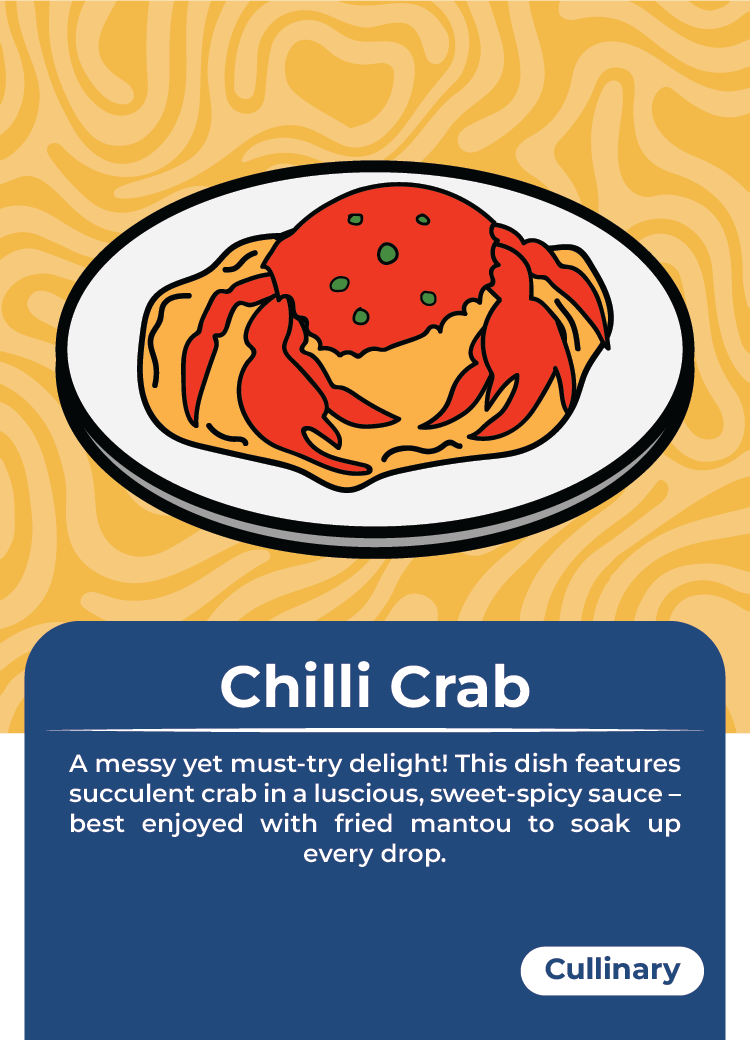 Chilli Crab
A messy yet must-try delight! This dish features
succulent crab in a luscious, sweet-spicy sauce –
best enjoyed with fried mantou to soak up
every drop.
Cullinary